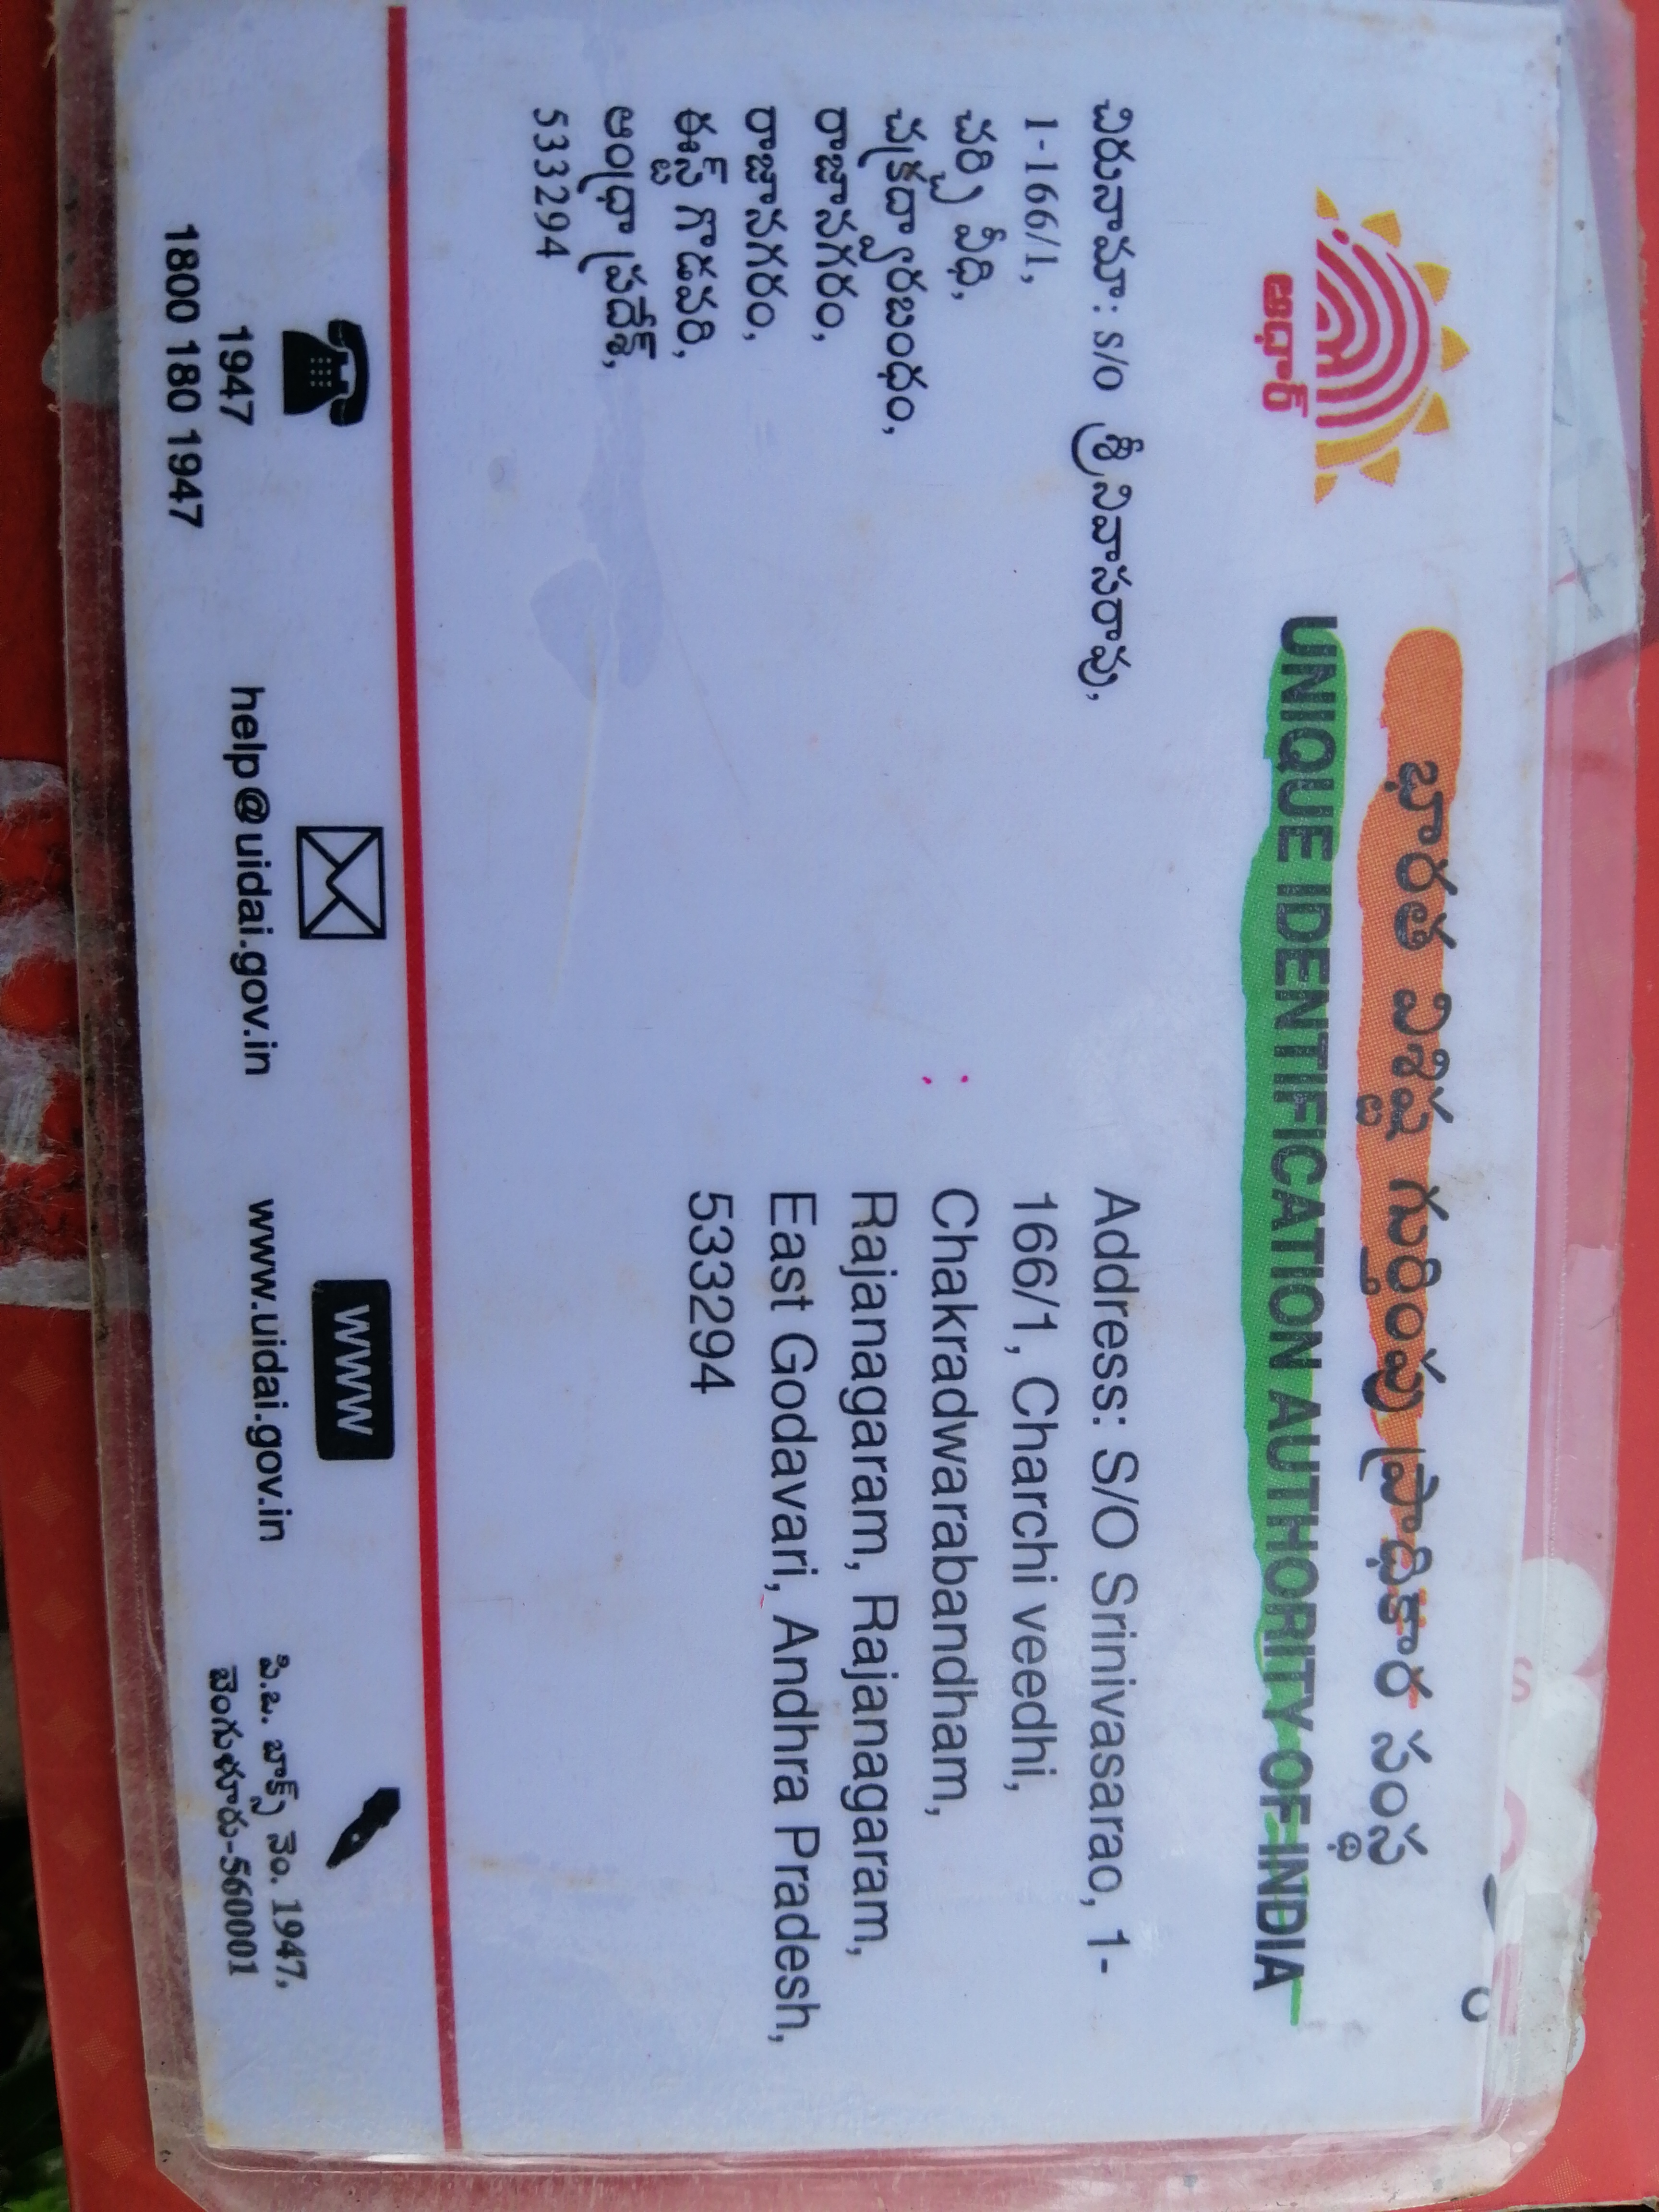 ఆధార్
భారత విశిష్ట గుర్తింపు ప్రాధికార సంస్థ
UNIQUE IDENTIFICATION AUTHORITY OF INDIA
చిరునామా: S/O శ్రీనివాసరావు,
1-166/1,
చర్చి వీధి,
చక్రద్వారబంధం,
రాజానగరం,
రాజానగరం,
ఈస్ట్ గొడవరి,
ఆంధ్రా ప్రదేశ్,
533294
Address: S/O Srinivasarao, 1-
166/1, Charchi veedhi,
Chakradwarabandham,
Rajanagaram, Rajanagaram,
East Godavari, Andhra Pradesh,
533294
1947
1800 180 1947
help@uidai.gov.in
WWW
www.uidai.gov.in
పి.ఒ. బాక్స్ నెం. 1947,
బెంగుళూరు-560001